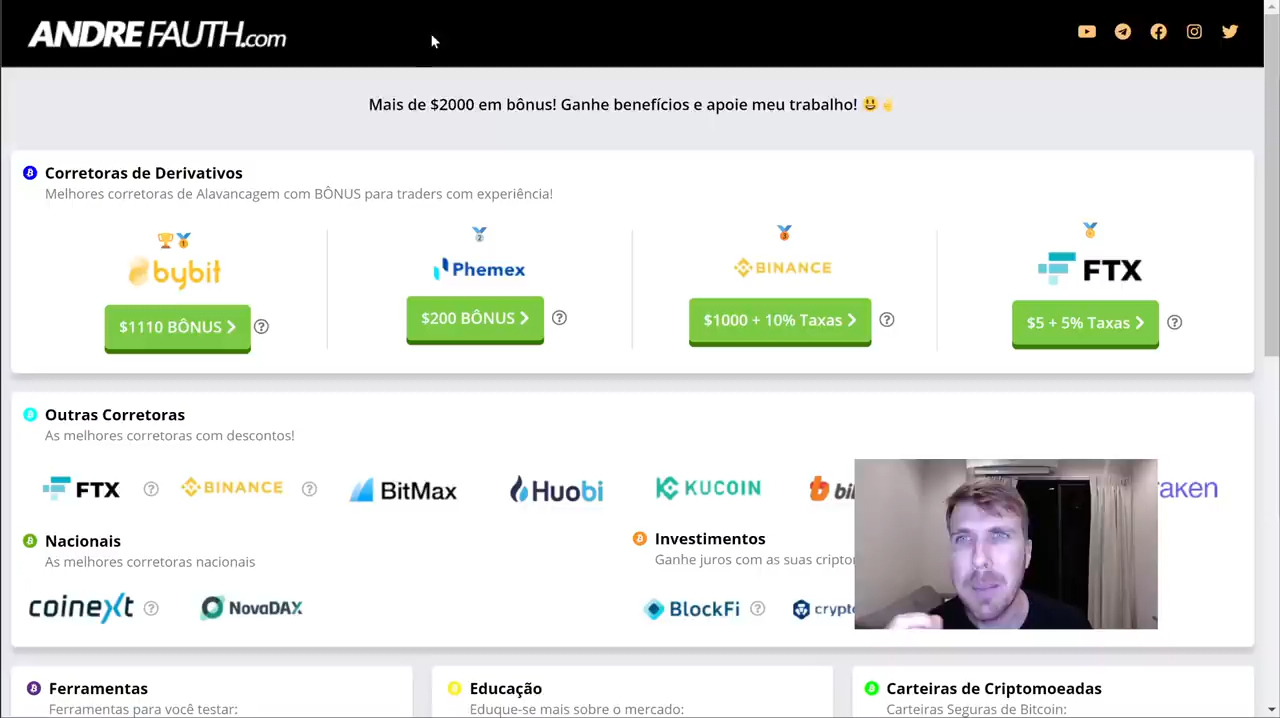 ANDRE FAUTH.com
Mais de $2000 em bônus! Ganhe benefícios e apoie meu trabalho! 😃☝
Corretoras de Derivativos
Melhores corretoras de Alavancagem com BÔNUS para traders com experiência!
bybit
Phemex
BINANCE
FTX
$1110 BÔNUS
$200 BÔNUS
$1000 + 10% Taxas
$5 + 5% Taxas
Outras Corretoras
As melhores corretoras com descontos!
FTX
BINANCE
BitMax
Huobi
KUCOIN
Nacionais
As melhores corretoras nacionais
Investimentos
Ganhe juros com as suas
coinext
NovaDAX
BlockFi
Ferramentas
Ferramentas para você testar:
Educação
Eduque-se mais sobre o mercado:
Carteiras de Criptomoedas
Carteiras Seguras de Bitcoin: